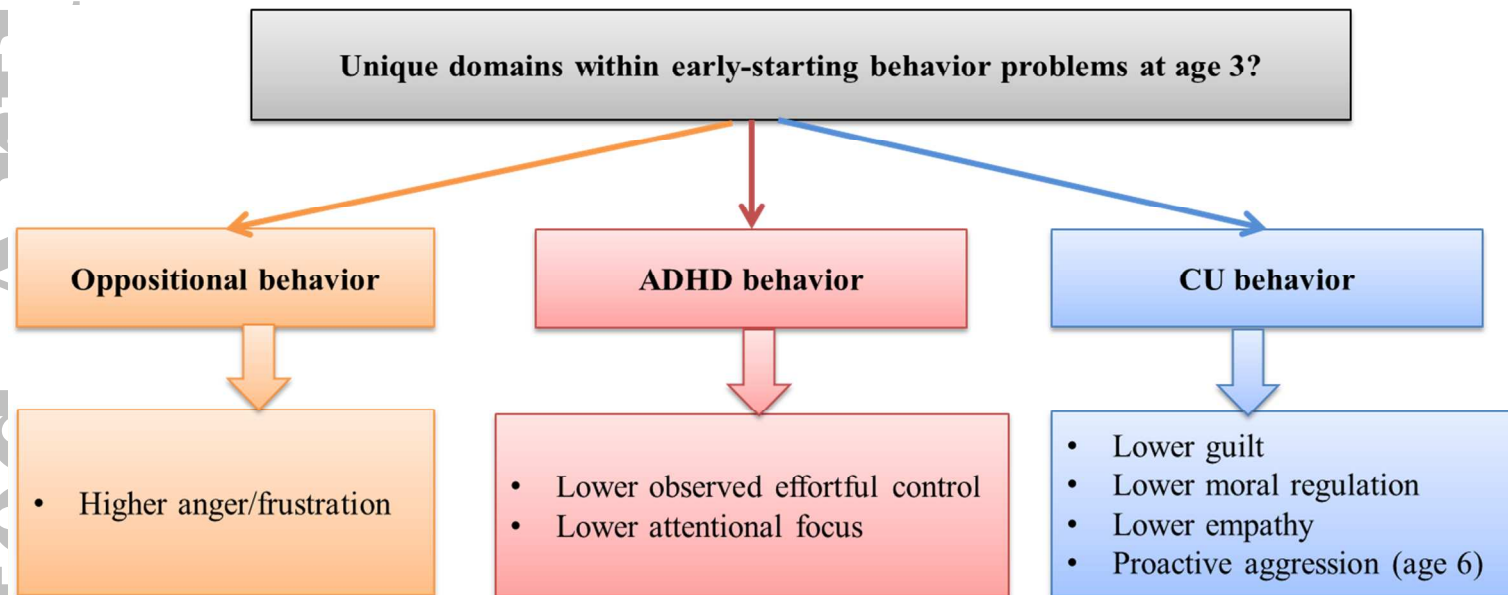 Unique domains within early-starting behavior problems at age 3?
Oppositional behavior
ADHD behavior
CU behavior
• Higher anger/frustration
• Lower observed effortful control
• Lower attentional focus
• Lower guilt
• Lower moral regulation
• Lower empathy
• Proactive aggression (age 6)